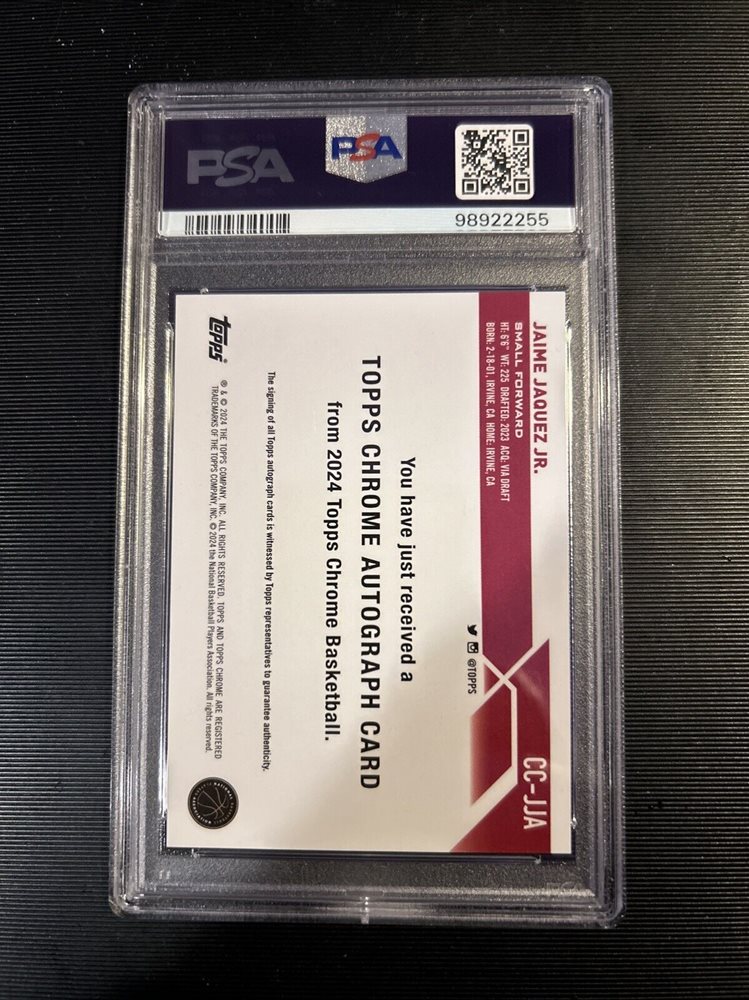 PSA
PSA
98922255
JAIME JAQUEZ JR.
SMALL FORWARD
HT: 6'6" WT: 225 DRAFTED: 2023 ACQ: VIA DRAFT
BORN: 2-18-01, IRVINE, CA HOME: IRVINE, CA
@TOPPS
CC-JJA
You have just received a
TOPPS CHROME AUTOGRAPH CARD
from 2024 Topps Chrome Basketball.
The signing of all Topps autograph cards is witnessed by Topps representatives to guarantee authenticity.
topps®
® & © 2024 THE TOPPS COMPANY, INC. ALL RIGHTS RESERVED. TOPPS AND TOPPS CHROME ARE REGISTERED
TRADEMARKS OF THE TOPPS COMPANY, INC. © 2024 the National Basketball Players Association. All rights reserved.